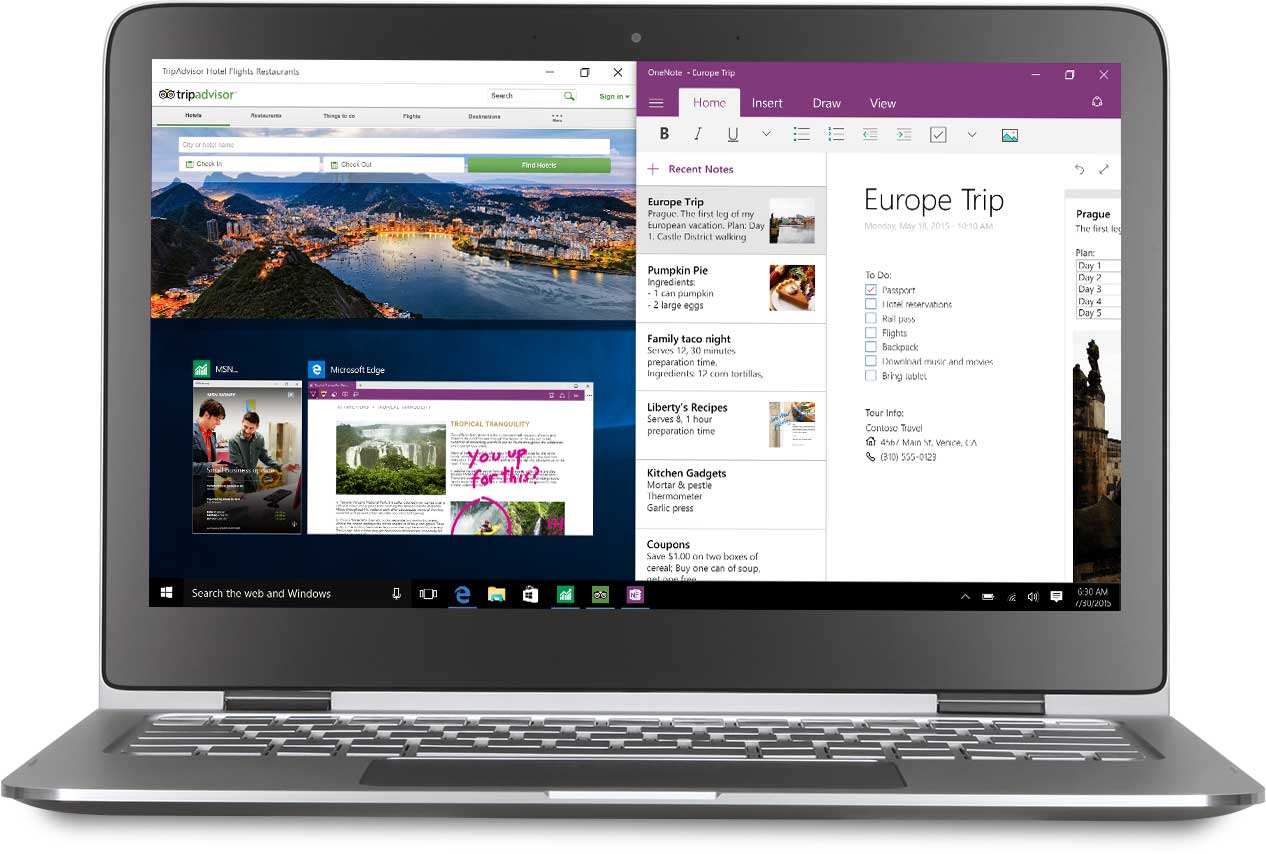 TripAdvisor Hotel Flights Restaurants
tripadvisor
Search
Sign in
Hotels
Restaurants
Things to do
Flights
Destinations
More
City or hotel name
Check In
Check Out
Find Hotels
MSN...
MSN MONEY
Small Business update
Microsoft Edge
ATTRACTIONS > TROPICAL TRANQUILITY
TROPICAL TRANQUILITY
You up
for this?
OneNote - Europe Trip
Home
Insert
Draw
View
B I U
+ Recent Notes
Europe Trip
Prague. The first leg of my
European vacation. Plan: Day
1. Castle District walking
Pumpkin Pie
Ingredients:
- 1 can pumpkin
- 2 large eggs
Family taco night
Serves 12, 30 minutes
preparation time.
Ingredients: 12 corn tortillas,
Liberty's Recipes
Serves 8, 1 hour
preparation time
Kitchen Gadgets
Mortar & pestle
Thermometer
Garlic press
Coupons
Save $1.00 on two boxes of
cereal; Buy one can of soup,
get one free
Europe Trip
Monday, May 18, 2015 - 10:10 AM
To Do:
Passport
Hotel reservations
Rail pass
Flights
Backpack
Download music and movies
Bring tablet
Tour Info:
Contoso Travel
4567 Main St, Venice, CA
(310) 555-0123
Prague
The first leg
Plan:
Day 1
Day 2
Day 3
Day 4
Day 5
Search the web and Windows
6:30 AM
7/30/2015